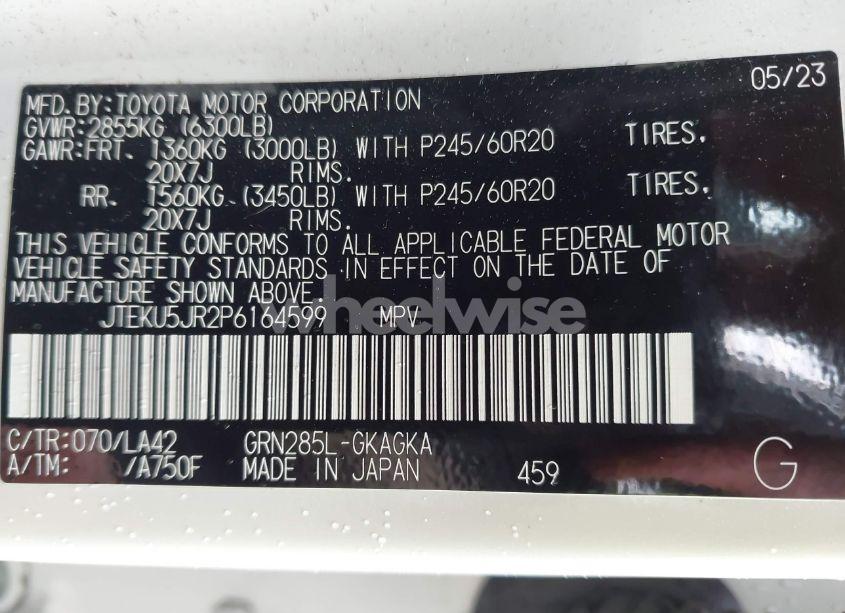 05/23
MFD. BY:TOYOTA MOTOR CORPORATION
GVWR:2855KG (6300LB)
GAWR:FRT. 1360KG (3000LB) WITH P245/60R20 TIRES,
20X7J RIMS.
RR. 1560KG (3450LB) WITH P245/60R20 TIRES,
20X7J RIMS.
THIS VEHICLE CONFORMS TO ALL APPLICABLE FEDERAL MOTOR
VEHICLE SAFETY STANDARDS IN EFFECT ON THE DATE OF
MANUFACTURE SHOWN ABOVE.
wheelwise
JTEKU5JR2P6164599 MPV
C/TR:070/LA42 GRN285L-GKAGKA
A/TM: /A750F MADE IN JAPAN 459 G